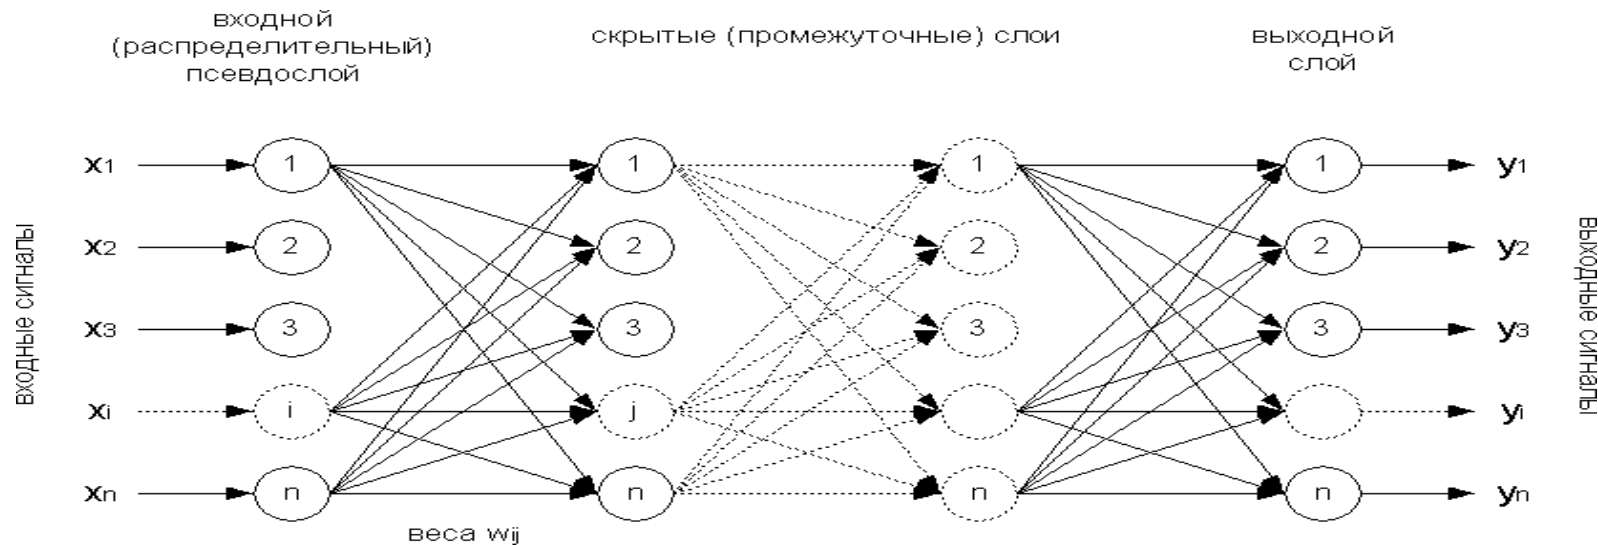 входной
(распределительный)
псевдослой
скрытые (промежуточные) слои
выходной
слой
входные сигналы
x1
1
1
1
1
y1
x2
2
2
2
2
y2
x3
3
3
3
3
y3
xi
i
j
yi
xn
n
n
n
n
yn
выходные сигналы
веса wij